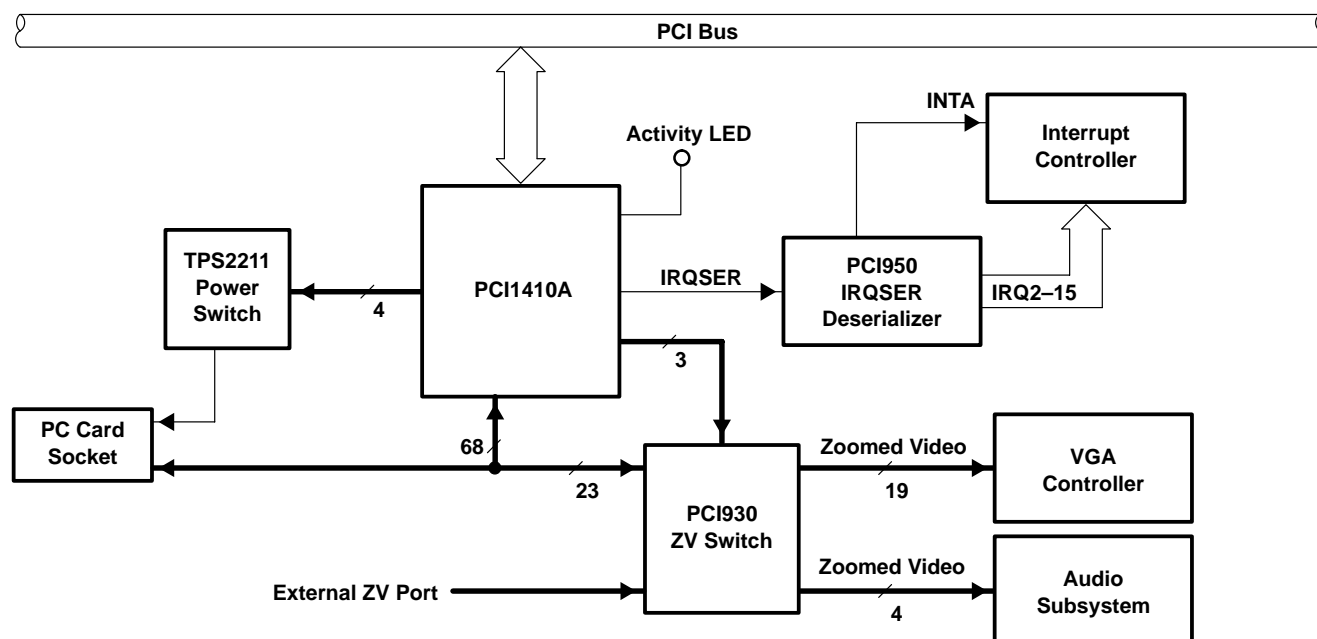 PCI Bus
Activity LED
INTA
Interrupt
Controller
TPS2211
Power
Switch
4
PCI1410A
IRQSER
PCI950
IRQSER
Deserializer
IRQ2–15
3
PC Card
Socket
68
23
PCI930
ZV Switch
Zoomed Video
19
VGA
Controller
External ZV Port
Zoomed Video
4
Audio
Subsystem